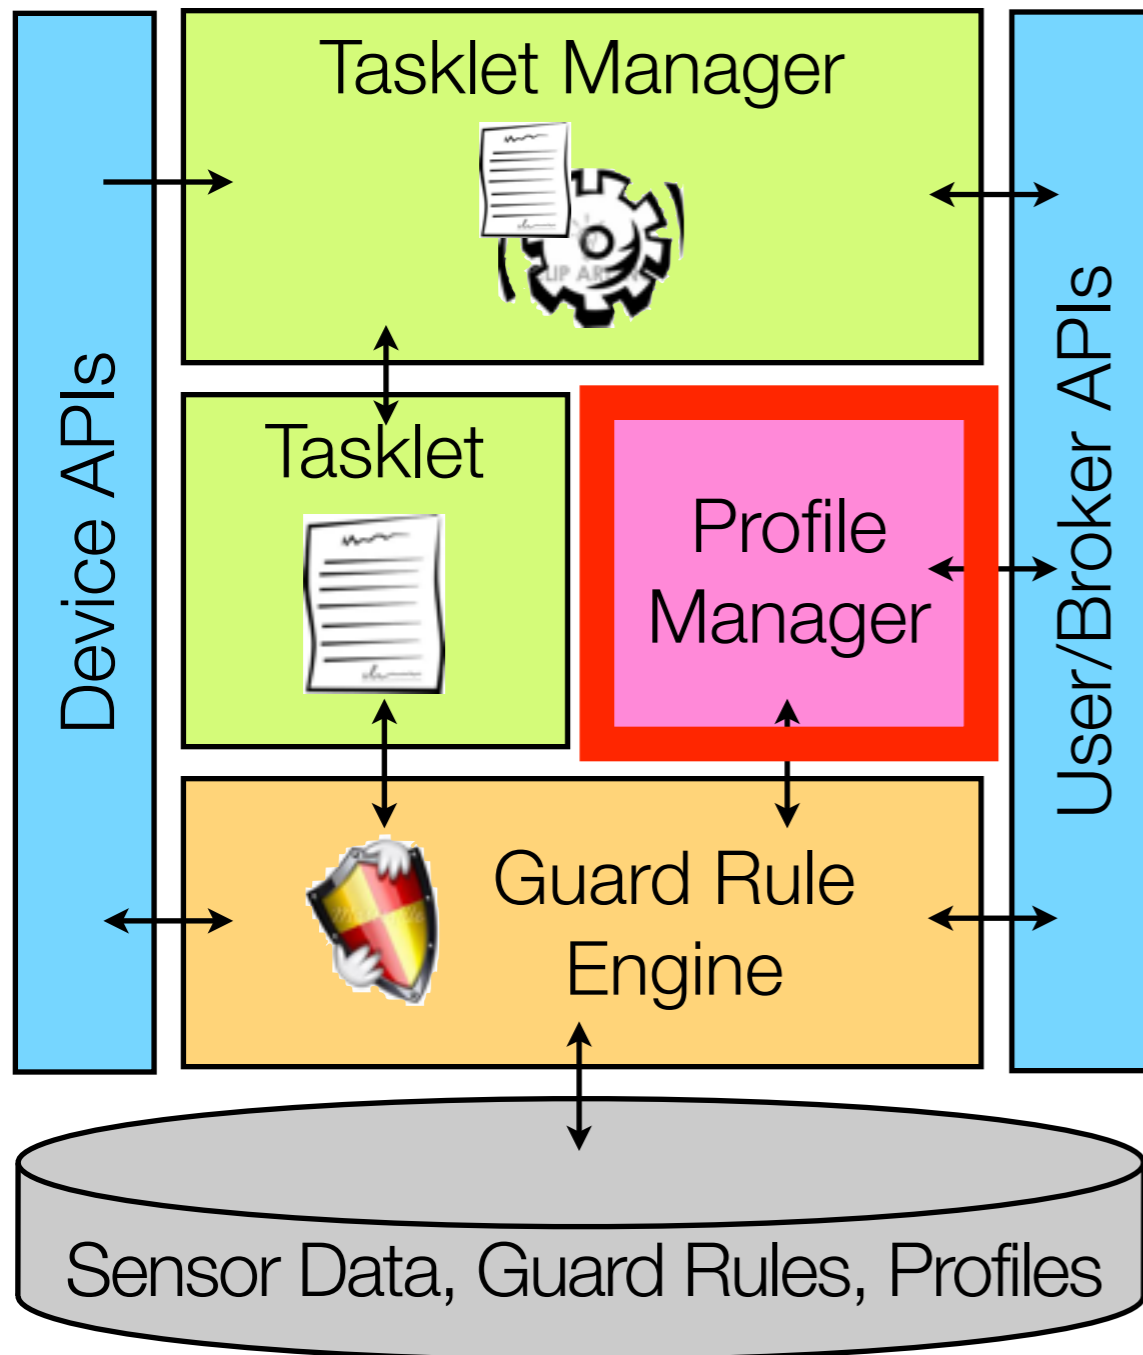 Tasklet Manager
Device APIs
User/Broker APIs
Tasklet
Profile
Manager
Guard Rule
Engine
Sensor Data, Guard Rules, Profiles